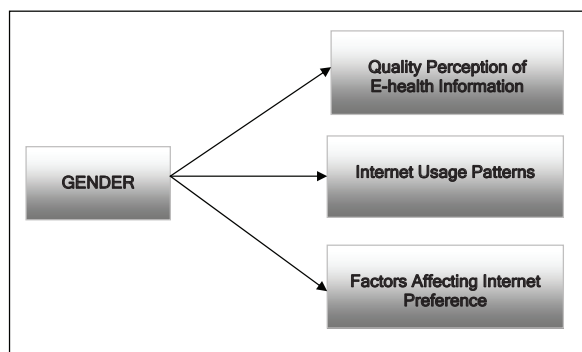 Quality Perception of
E-health Information
GENDER
Internet Usage Patterns
Factors Affecting Internet
Preference